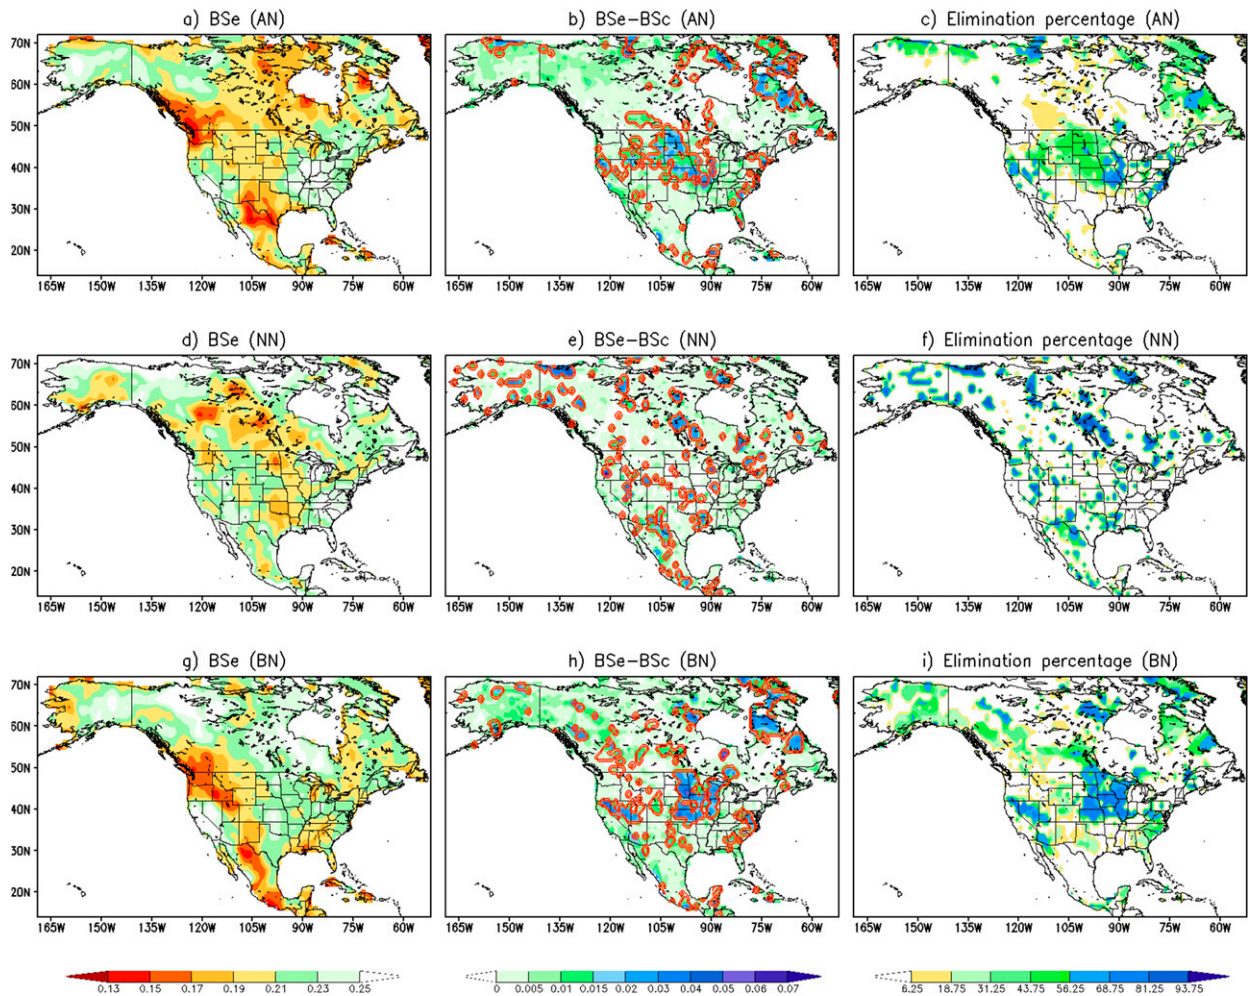 a) BSe (AN)
b) BSe−BSc (AN)
c) Elimination percentage (AN)
70N
60N
50N
40N
30N
20N
165W 150W 135W 120W 105W 90W 75W 60W
165W 150W 135W 120W 105W 90W 75W 60W
165W 150W 135W 120W 105W 90W 75W 60W
d) BSe (NN)
e) BSe−BSc (NN)
f) Elimination percentage (NN)
70N
60N
50N
40N
30N
20N
165W 150W 135W 120W 105W 90W 75W 60W
165W 150W 135W 120W 105W 90W 75W 60W
165W 150W 135W 120W 105W 90W 75W 60W
g) BSe (BN)
h) BSe−BSc (BN)
i) Elimination percentage (BN)
70N
60N
50N
40N
30N
20N
165W 150W 135W 120W 105W 90W 75W 60W
165W 150W 135W 120W 105W 90W 75W 60W
165W 150W 135W 120W 105W 90W 75W 60W
0.13 0.15 0.17 0.19 0.21 0.23 0.25
0 0.005 0.01 0.015 0.02 0.03 0.04 0.05 0.06 0.07
6.25 18.75 31.25 43.75 56.25 68.75 81.25 93.75